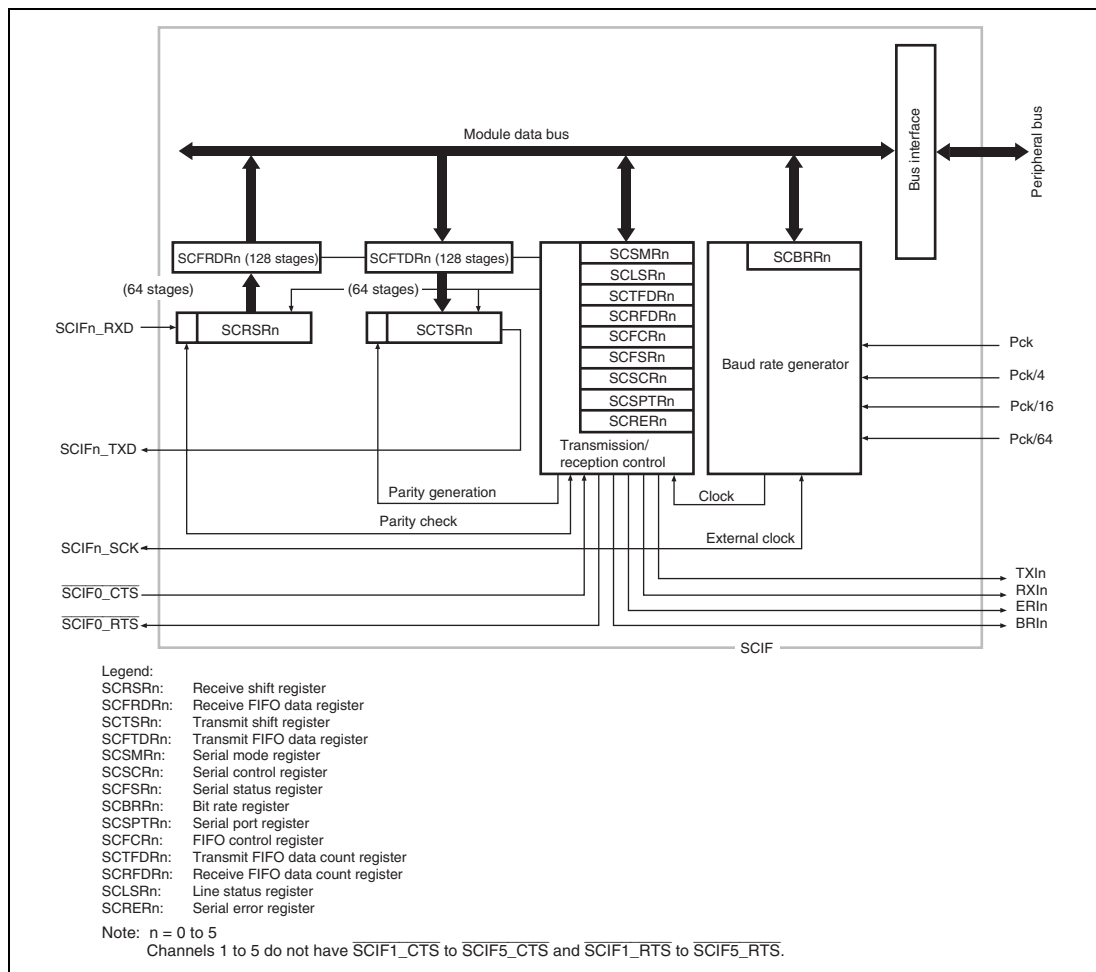 Module data bus
Bus interface
Peripheral bus
SCFRDRn (128 stages)
SCFTDRn (128 stages)
(64 stages)
(64 stages)
SCSMRn
SCLSRn
SCTFDRn
SCRFDRn
SCFCRn
SCFSRn
SCSCRn
SCSPTRn
SCRERn
Transmission/
reception control
SCBRRn
Baud rate generator
SCIFn_RXD
SCRSRn
SCTSRn
Pck
Pck/4
Pck/16
Pck/64
SCIFn_TXD
Parity generation
Clock
Parity check
SCIFn_SCK
External clock
SCIF0_CTS
SCIF0_RTS
TXIn
RXIn
ERIn
BRIn
SCIF
Legend:
SCRSRn: Receive shift register
SCFRDRn: Receive FIFO data register
SCTSRn: Transmit shift register
SCFTDRn: Transmit FIFO data register
SCSMRn: Serial mode register
SCSCRn: Serial control register
SCFSRn: Serial status register
SCBRRn: Bit rate register
SCSPTRn: Serial port register
SCFCRn: FIFO control register
SCTFDRn: Transmit FIFO data count register
SCRFDRn: Receive FIFO data count register
SCLSRn: Line status register
SCRERn: Serial error register
Note: n = 0 to 5
Channels 1 to 5 do not have SCIF1_CTS to SCIF5_CTS and SCIF1_RTS to SCIF5_RTS.